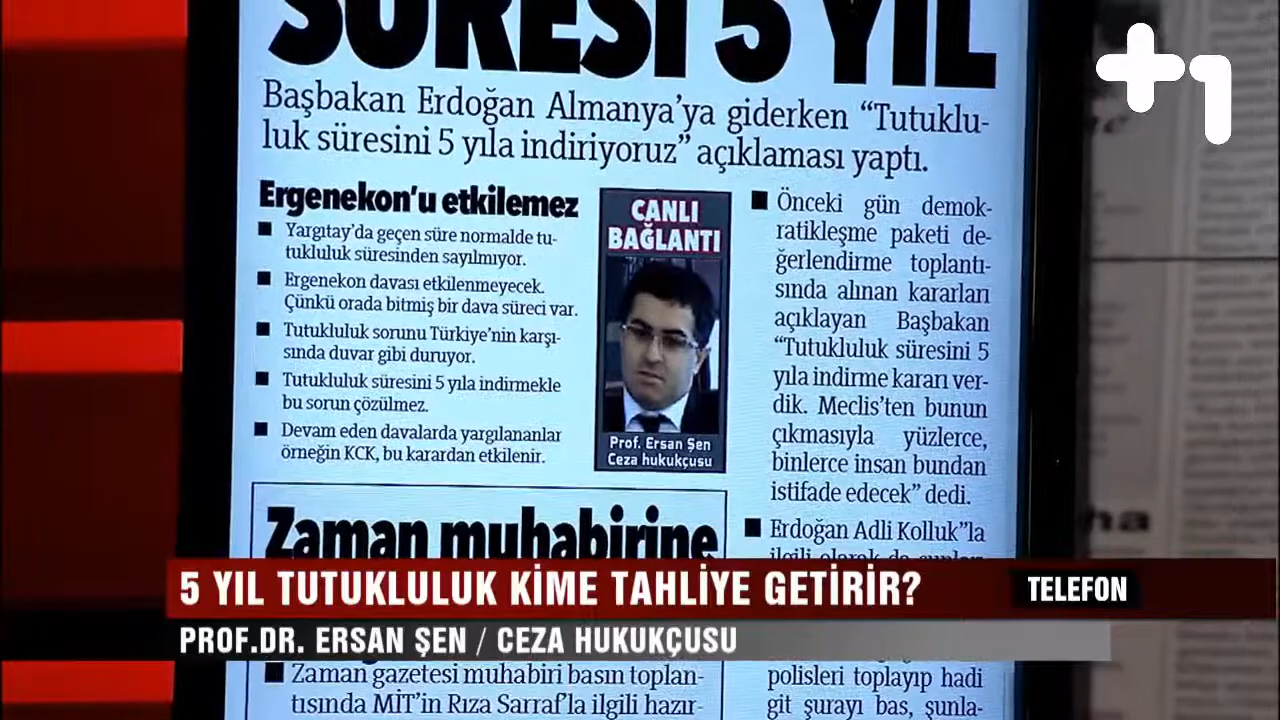 SÜRESİ 5 YIL
+1
Başbakan Erdoğan Almanya’ya giderken “Tutuklu-
luk süresini 5 yıla indiriyoruz” açıklaması yaptı.
Ergenekon’u etkilemez
■ Yargıtay’da geçen süre normalde tu-
tukluluk süresinden sayılmıyor.
■ Ergenekon davası etkilenmeyecek.
Çünkü orada bitmiş bir dava süreci var.
■ Tutukluluk sorunu Türkiye’nin karşı-
sında duvar gibi duruyor.
■ Tutukluluk süresini 5 yıla indirmekle
bu sorun çözülmez.
■ Devam eden davalarda yargılananlar
örneğin KCK, bu karardan etkilenir.
CANLI
BAĞLANTI
Prof. Ersan Şen
Ceza hukukçusu
■ Önceki gün demok-
ratikleşme paketi de-
ğerlendirme toplantı-
sında alınan kararları
açıklayan Başbakan
“Tutukluluk süresini 5
yıla indirme kararı ver-
dik. Meclis’ten bunun
çıkmasıyla yüzlerce,
binlerce insan bundan
istifade edecek” dedi.
■ Erdoğan Adli Kolluk”la
Zaman muhabirine
5 YIL TUTUKLULUK KİME TAHLİYE GETİRİR?
TELEFON
PROF.DR. ERSAN ŞEN / CEZA HUKUKÇUSU
■ Zaman gazetesi muhabiri basın toplan-
tısında MİT’in Rıza Sarraf’la ilgili hazır-
polisleri toplayıp hadi
git şurayı bas, şunla-